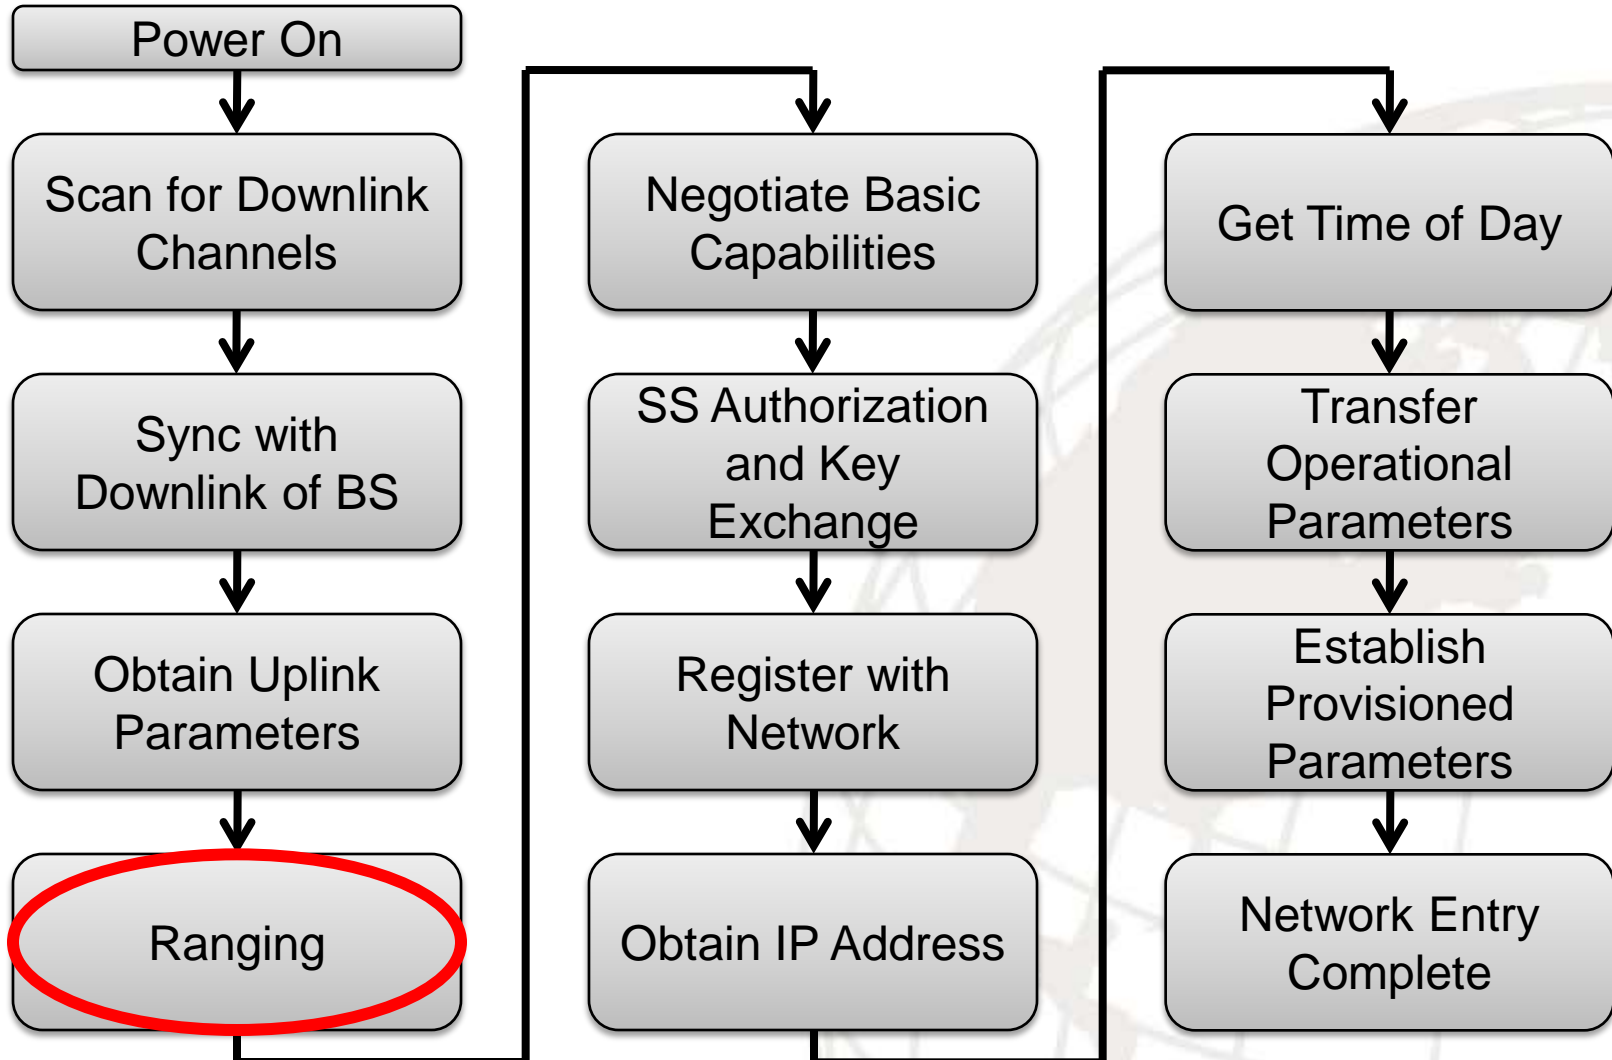 Power On
Scan for Downlink
Channels
Sync with
Downlink of BS
Obtain Uplink
Parameters
Ranging
Negotiate Basic
Capabilities
SS Authorization
and Key
Exchange
Register with
Network
Obtain IP Address
Get Time of Day
Transfer
Operational
Parameters
Establish
Provisioned
Parameters
Network Entry
Complete